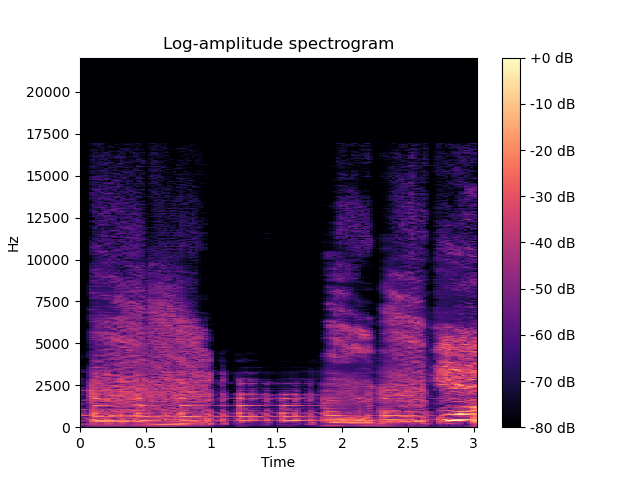 Log-amplitude spectrogram
Hz
20000
17500
15000
12500
10000
7500
5000
2500
0
0 0.5 1 1.5 2 2.5 3
Time
+0 dB
-10 dB
-20 dB
-30 dB
-40 dB
-50 dB
-60 dB
-70 dB
-80 dB